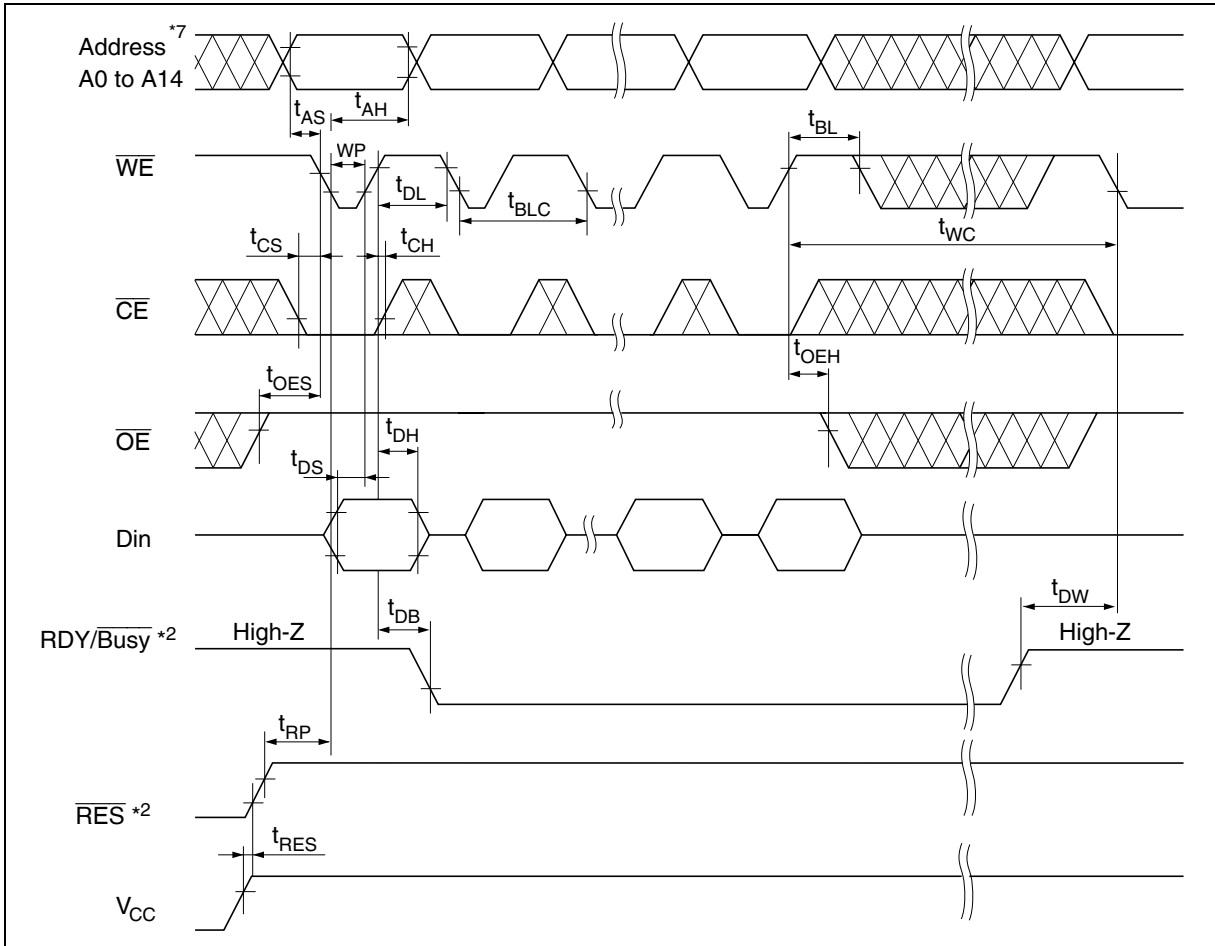 Address *7
A0 to A14
tAS
tAH
tBL
WE
WP
tDL
tBLC
tWC
tCS
tCH
CE
tOES
tOEH
OE
tDH
tDS
Din
tDB
tDW
RDY/Busy *2
High-Z
High-Z
tRP
RES *2
tRES
VCC